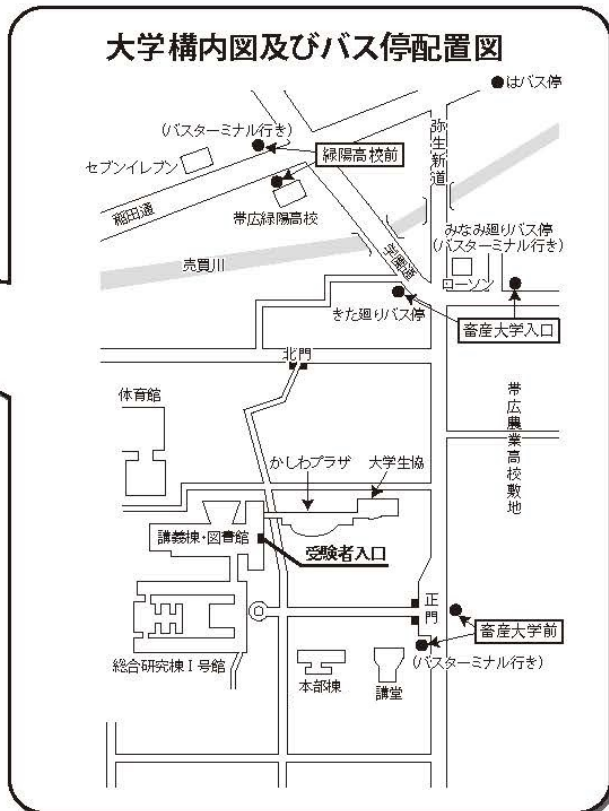 大学構内図及びバス停配置図
●はバス停
(バスターミナル行き)
緑陽高校前
弥生新道
セブンイレブン
稲田通
帯広緑陽高校
学園通
みなみ廻りバス停
(バスターミナル行き)
売買川
ローソン
きた廻りバス停
畜産大学入口
北門
体育館
帯広農業高校敷地
かしわプラザ
大学生協
講義棟・図書館
受験者入口
正門
畜産大学前
(バスターミナル行き)
総合研究棟Ⅰ号館
本部棟
講堂